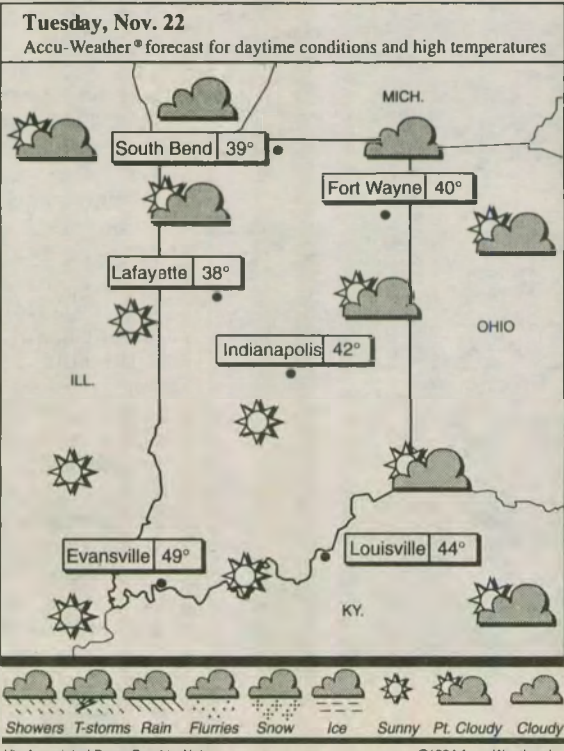 Tuesday, Nov. 22
Accu-Weather® forecast for daytime conditions and high temperatures
MICH.
South Bend 39°
Fort Wayne 40°
Lafayette 38°
OHIO
Indianapolis 42°
ILL.
Evansville 49°
Louisville 44°
KY.
Showers T-storms Rain Flurries Snow Ice Sunny Pt. Cloudy Cloudy